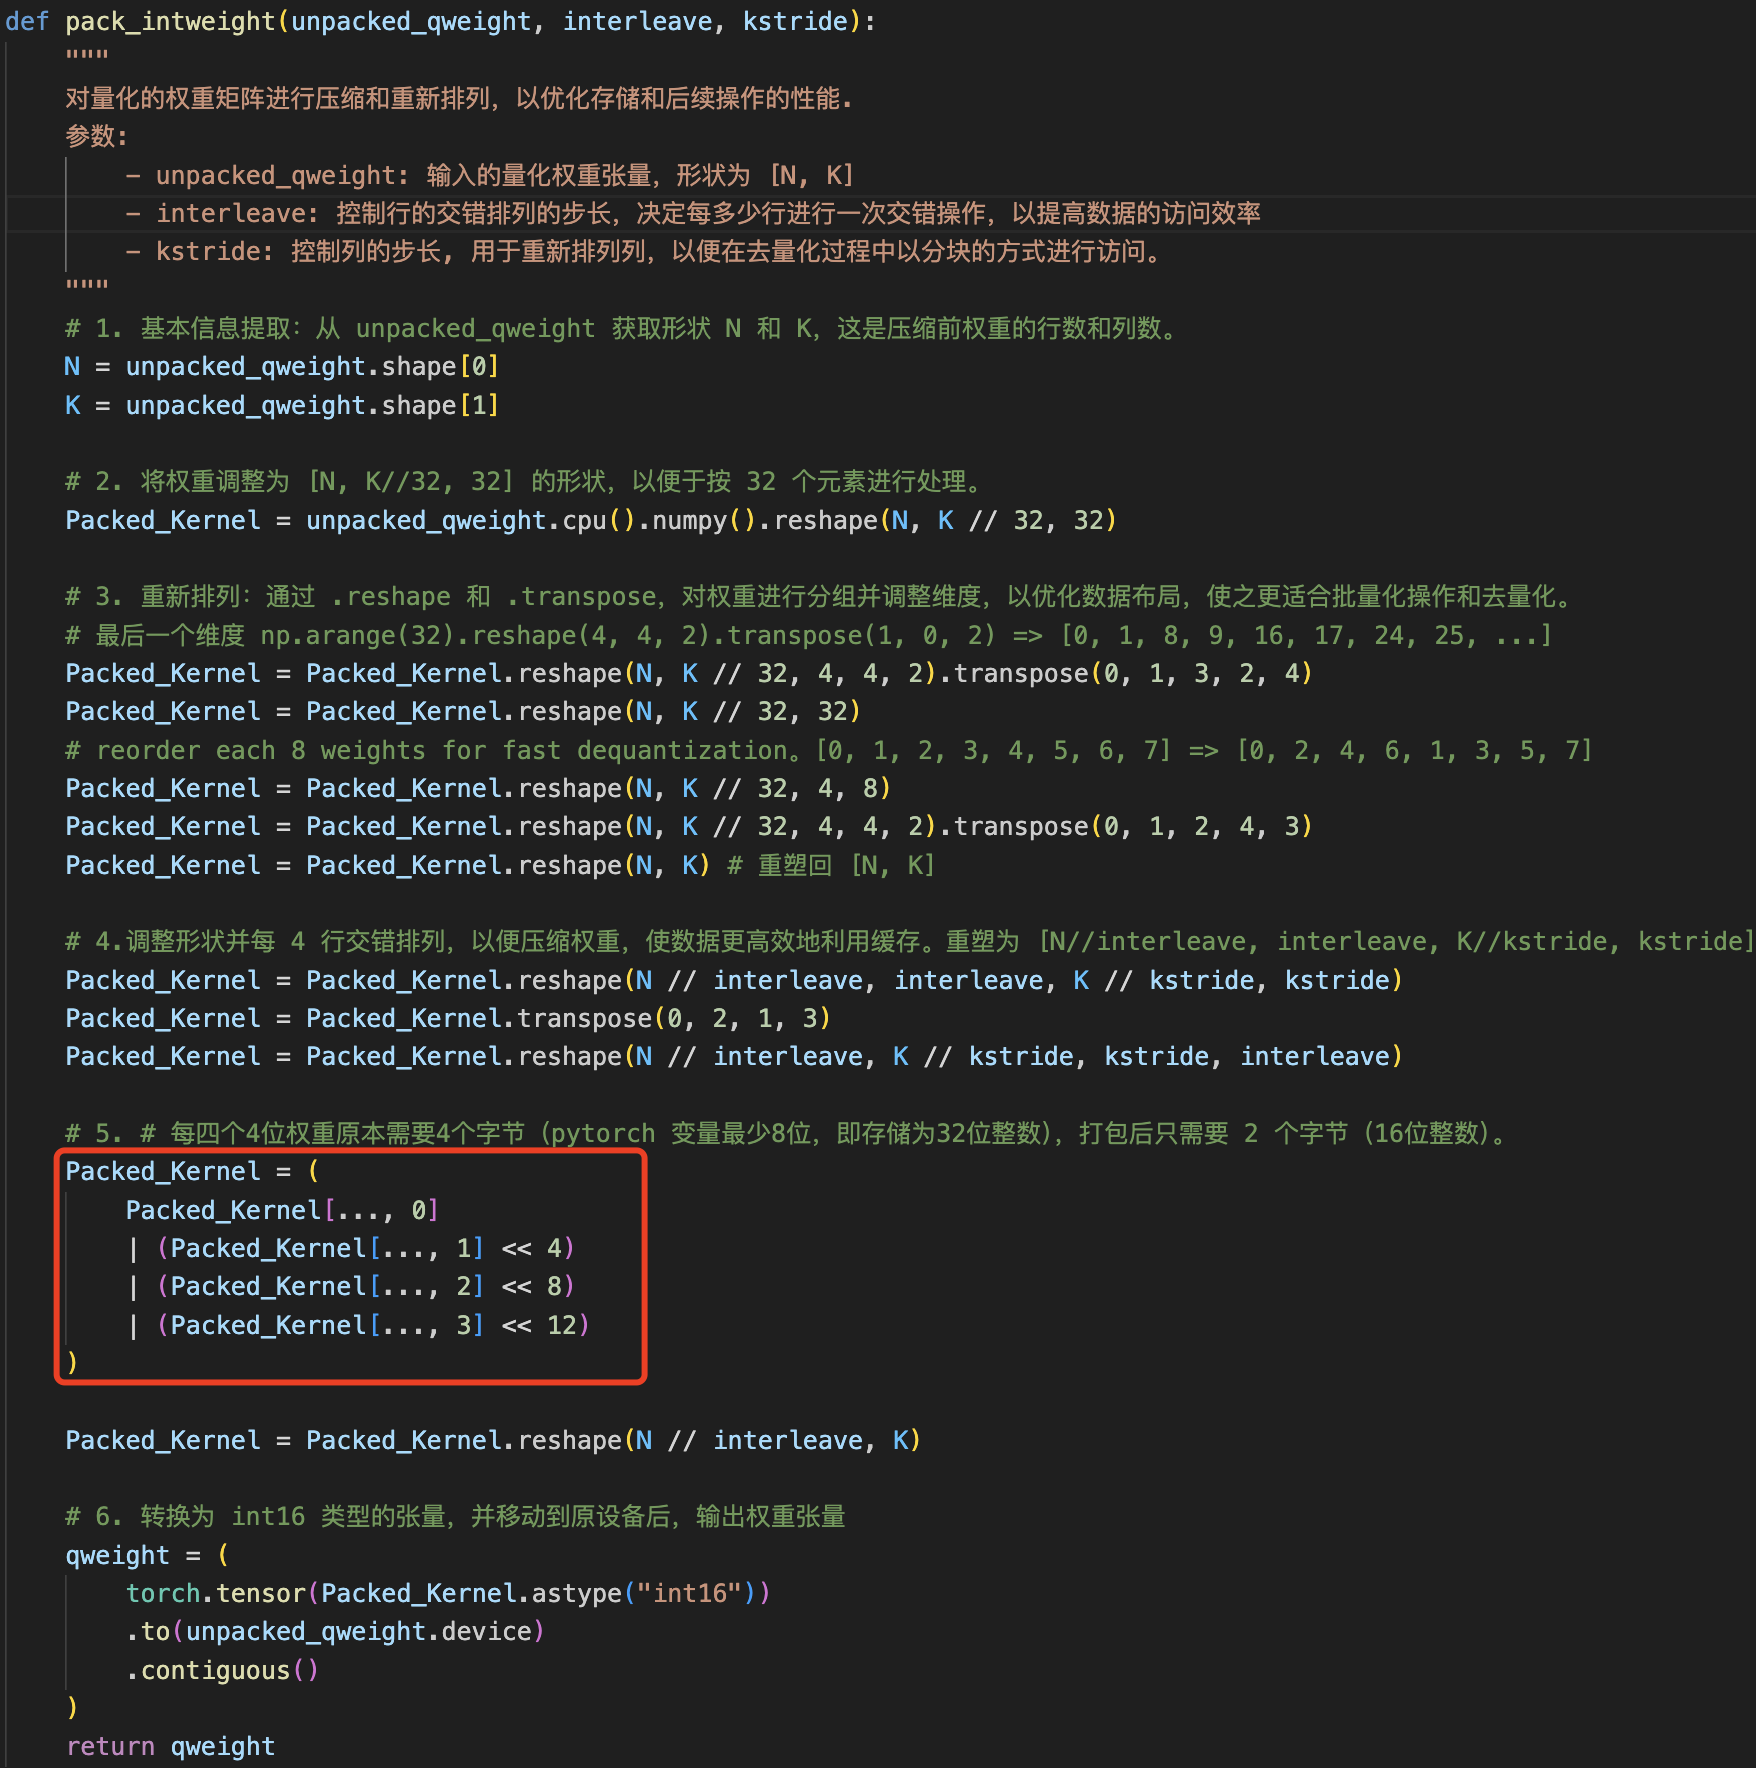 def pack_intweight(unpacked_qweight, interleave, kstride):
    """
    对量化的权重矩阵进行压缩和重新排列，以优化存储和后续操作的性能.
    参数:
        - unpacked_qweight: 输入的量化权重张量，形状为 [N, K]
        - interleave: 控制行的交错排列的步长，决定每多少行进行一次交错操作，以提高数据的访问效率
        - kstride: 控制列的步长, 用于重新排列列，以便在去量化过程中以分块的方式进行访问。
    """
    # 1. 基本信息提取：从 unpacked_qweight 获取形状 N 和 K，这是压缩前权重的行数和列数。
    N = unpacked_qweight.shape[0]
    K = unpacked_qweight.shape[1]

    # 2. 将权重调整为 [N, K//32, 32] 的形状，以便于按 32 个元素进行处理。
    Packed_Kernel = unpacked_qweight.cpu().numpy().reshape(N, K // 32, 32)

    # 3. 重新排列：通过 .reshape 和 .transpose，对权重进行分组并调整维度，以优化数据布局，使之更适合批量化操作和去量化。
    # 最后一个维度 np.arange(32).reshape(4, 4, 2).transpose(1, 0, 2) => [0, 1, 8, 9, 16, 17, 24, 25, ...]
    Packed_Kernel = Packed_Kernel.reshape(N, K // 32, 4, 4, 2).transpose(0, 1, 3, 2, 4)
    Packed_Kernel = Packed_Kernel.reshape(N, K // 32, 32)
    # reorder each 8 weights for fast dequantization。[0, 1, 2, 3, 4, 5, 6, 7] => [0, 2, 4, 6, 1, 3, 5, 7]
    Packed_Kernel = Packed_Kernel.reshape(N, K // 32, 4, 8)
    Packed_Kernel = Packed_Kernel.reshape(N, K // 32, 4, 4, 2).transpose(0, 1, 2, 4, 3)
    Packed_Kernel = Packed_Kernel.reshape(N, K) # 重塑回 [N, K]

    # 4.调整形状并每 4 行交错排列，以便压缩权重，使数据更高效地利用缓存。重塑为 [N//interleave, interleave, K//kstride, kstride]
    Packed_Kernel = Packed_Kernel.reshape(N // interleave, interleave, K // kstride, kstride)
    Packed_Kernel = Packed_Kernel.transpose(0, 2, 1, 3)
    Packed_Kernel = Packed_Kernel.reshape(N // interleave, K // kstride, kstride, interleave)

    # 5. # 每四个4位权重原本需要4个字节（pytorch 变量最少8位，即存储为32位整数），打包后只需要 2 个字节（16位整数）。
    Packed_Kernel = (
        Packed_Kernel[..., 0]
        | (Packed_Kernel[..., 1] << 4)
        | (Packed_Kernel[..., 2] << 8)
        | (Packed_Kernel[..., 3] << 12)
    )

    Packed_Kernel = Packed_Kernel.reshape(N // interleave, K)

    # 6. 转换为 int16 类型的张量，并移动到原设备后，输出权重张量
    qweight = (
        torch.tensor(Packed_Kernel.astype("int16"))
        .to(unpacked_qweight.device)
        .contiguous()
    )
    return qweight